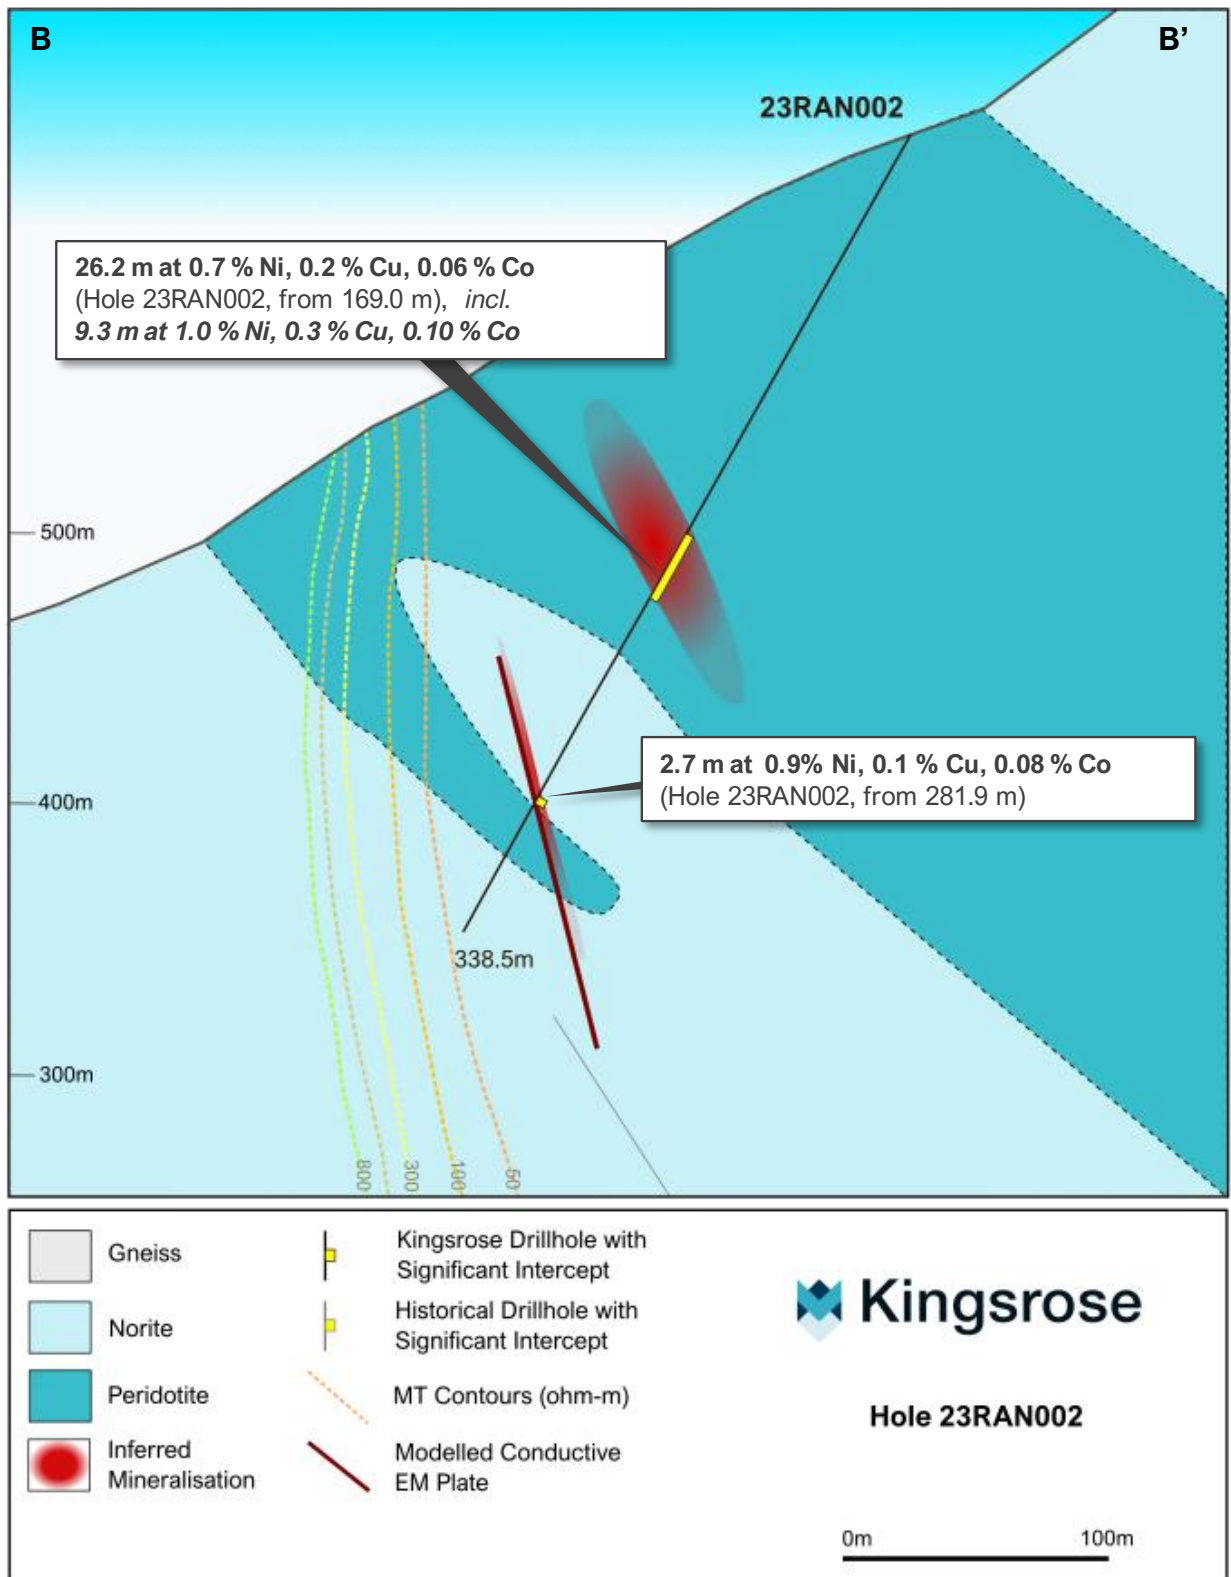 B
B’
23RAN002
26.2 m at 0.7 % Ni, 0.2 % Cu, 0.06 % Co
(Hole 23RAN002, from 169.0 m), incl.
9.3 m at 1.0 % Ni, 0.3 % Cu, 0.10 % Co
500m
2.7 m at 0.9% Ni, 0.1 % Cu, 0.08 % Co
(Hole 23RAN002, from 281.9 m)
400m
338.5m
300m
800
300
100
50
Gneiss
Norite
Peridotite
Inferred
Mineralisation
Kingsrose Drillhole with
Significant Intercept
Historical Drillhole with
Significant Intercept
MT Contours (ohm-m)
Modelled Conductive
EM Plate
Kingsrose
Hole 23RAN002
0m
100m